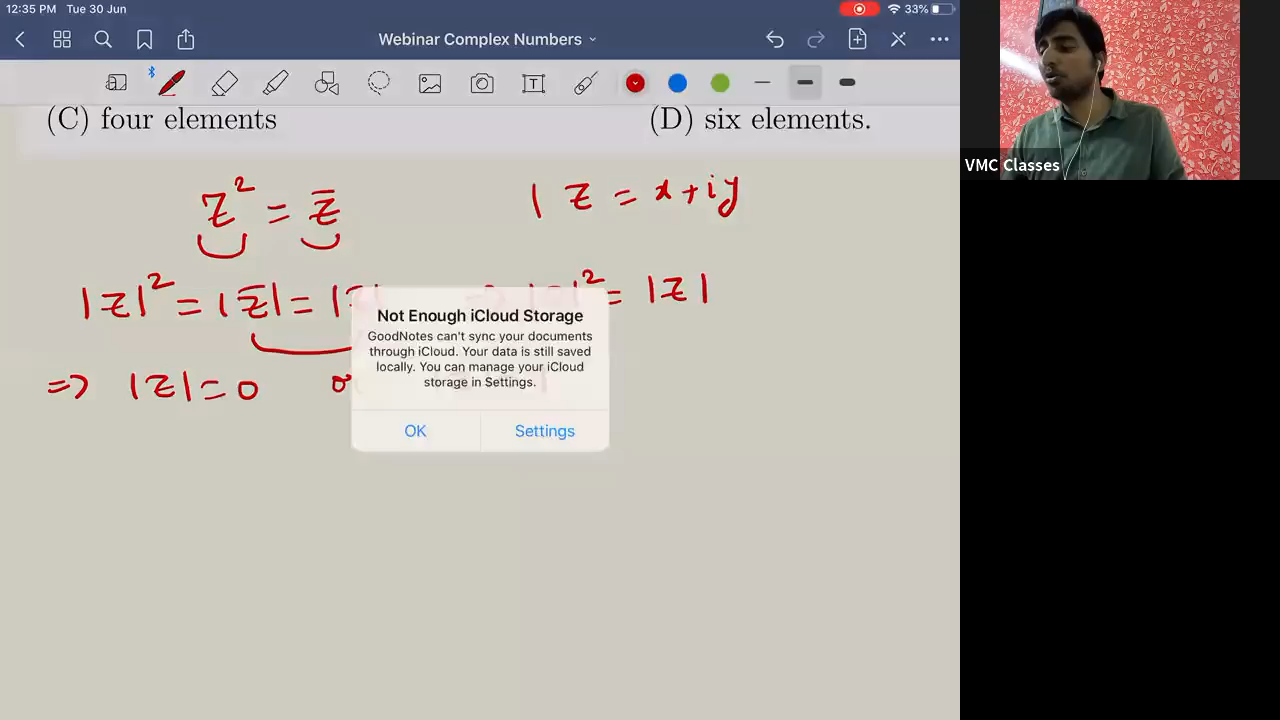 12:35 PM Tue 30 Jun
33%
Webinar Complex Numbers
(C) four elements (D) six elements.
z² = z̄ | z = x + iy
|z|² = |z̄| = |z| ⇒ |z|² = |z|
⇒ |z| = 0 or
Not Enough iCloud Storage
GoodNotes can't sync your documents
through iCloud. Your data is still saved
locally. You can manage your iCloud
storage in Settings.
OK Settings
VMC Classes